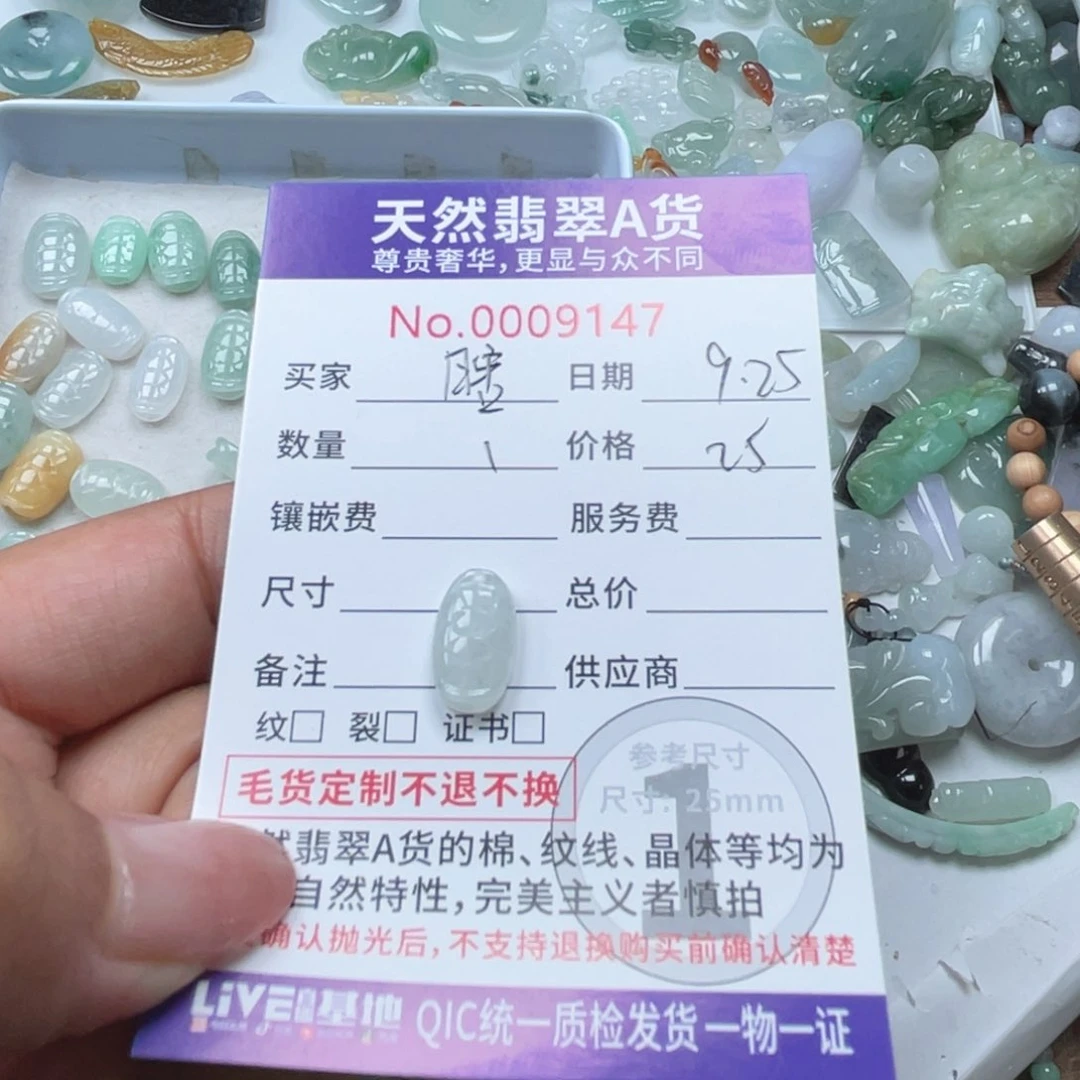 天然翡翠A货
尊贵奢华,更显与众不同
No.0009147
买家 日期 9.25
数量 1 价格 25
镶嵌费 服务费
尺寸 总价
备注 供应商
纹□ 裂□ 证书□
参考尺寸
尺寸: 25mm
1
毛货定制不退不换
然翡翠A货的棉、纹线、晶体等均为
自然特性,完美主义者慎拍
确认抛光后,不支持退换购买前确认清楚
LiVE 基地 QIC统一质检发货一物一证